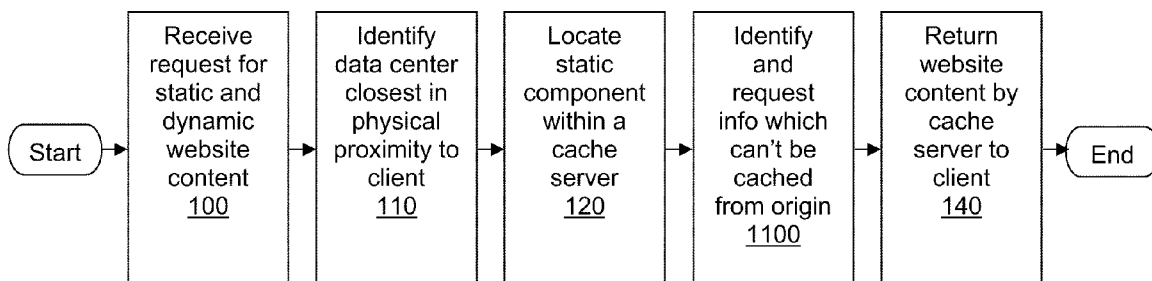 Start
Receive
request for
static and
dynamic
website
content
100
Identify
data center
closest in
physical
proximity to
client
110
Locate
static
component
within a
cache
server
120
Identify
and
request
info which
can't be
cached
from origin
1100
Return
website
content by
cache
server to
client
140
End